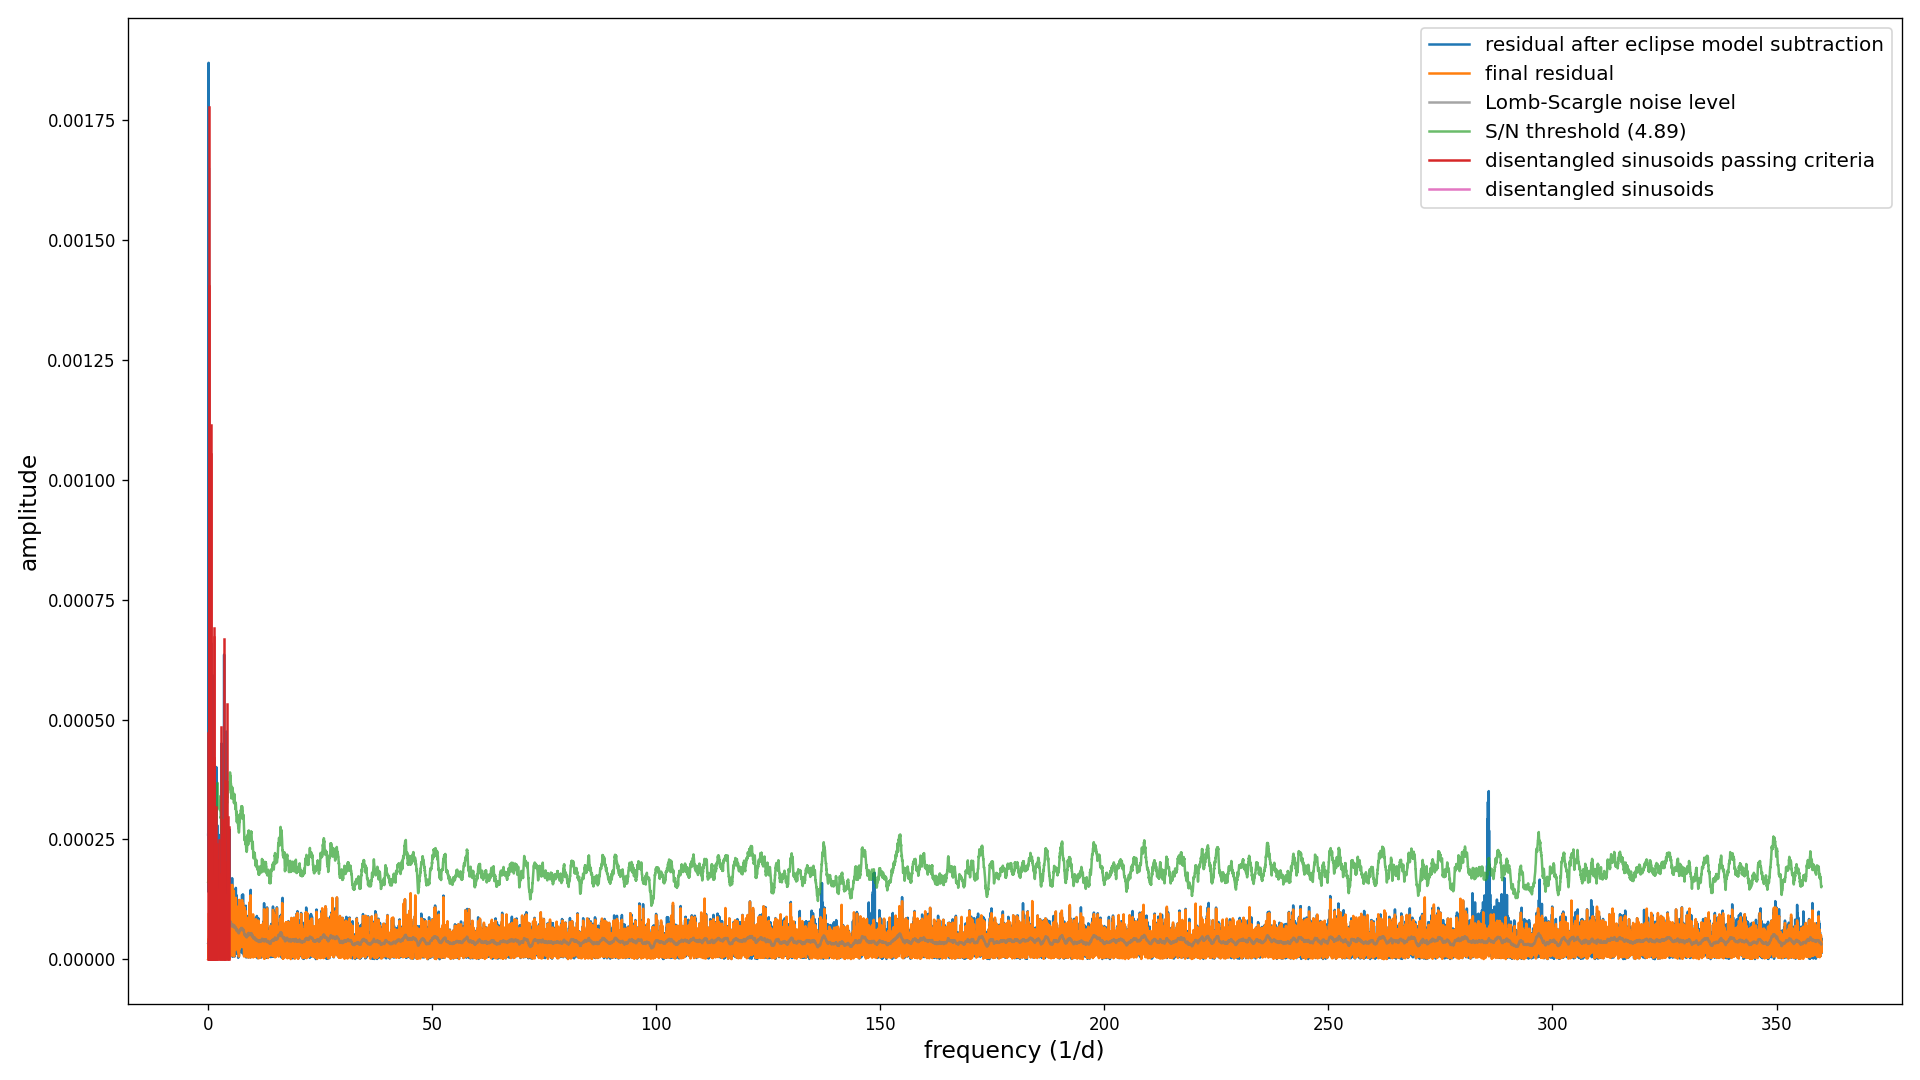 residual after eclipse model subtraction
final residual
Lomb-Scargle noise level
S/N threshold (4.89)
disentangled sinusoids passing criteria
disentangled sinusoids
0.00175
0.00150
0.00125
0.00100
0.00075
0.00050
0.00025
0.00000
amplitude
0 50 100 150 200 250 300 350
frequency (1/d)